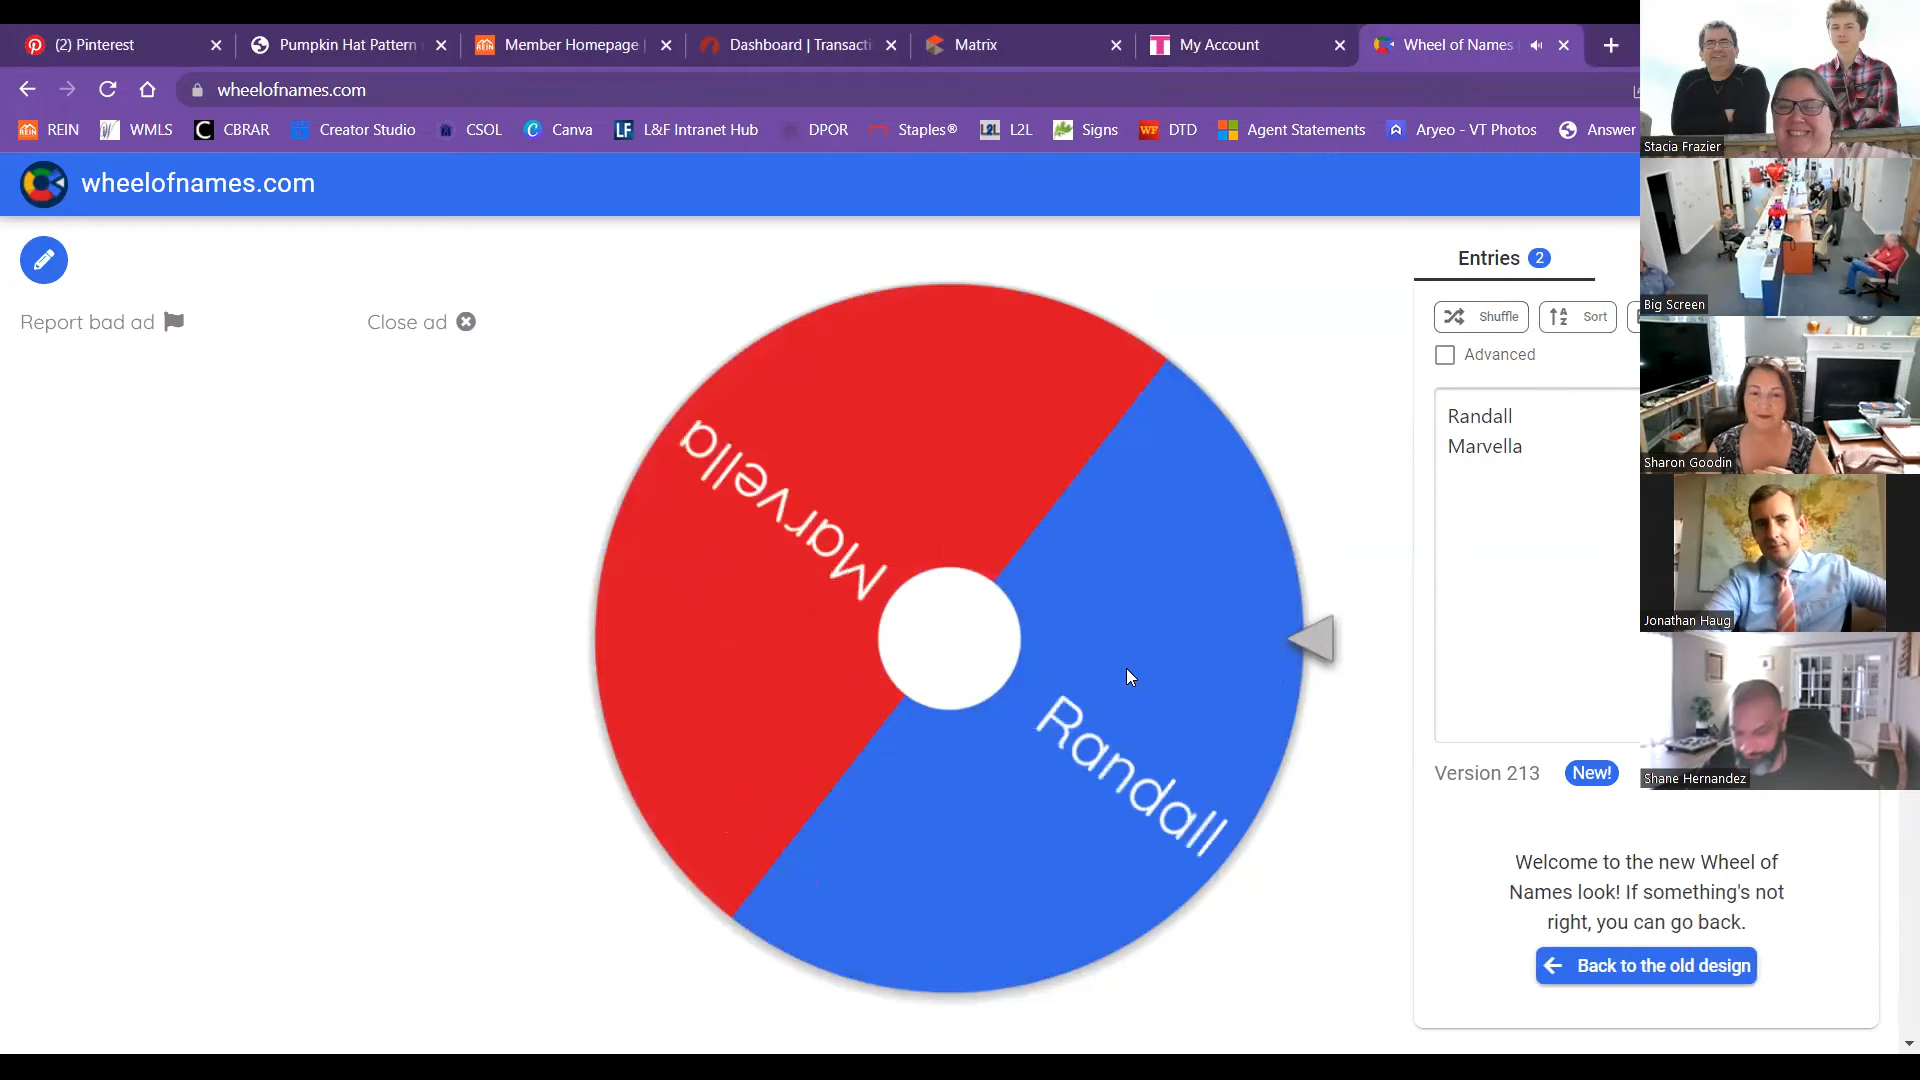 (2) Pinterest
Pumpkin Hat Pattern
Member Homepage
Dashboard | Transacti
Matrix
My Account
Wheel of Names
wheelofnames.com
REIN WMLS CBRAR Creator Studio CSOL Canva LF L&F Intranet Hub DPOR Staples® L2L L2L Signs WF DTD Agent Statements Aryeo - VT Photos Answer
wheelofnames.com
Report bad ad
Close ad
Marvella
Randall
Entries 2
Shuffle
Sort
Advanced
Randall
Marvella
Version 213 New!
Welcome to the new Wheel of
Names look! If something's not
right, you can go back.
Back to the old design
Stacia Frazier
Big Screen
Sharon Goodin
Jonathan Haug
Shane Hernandez